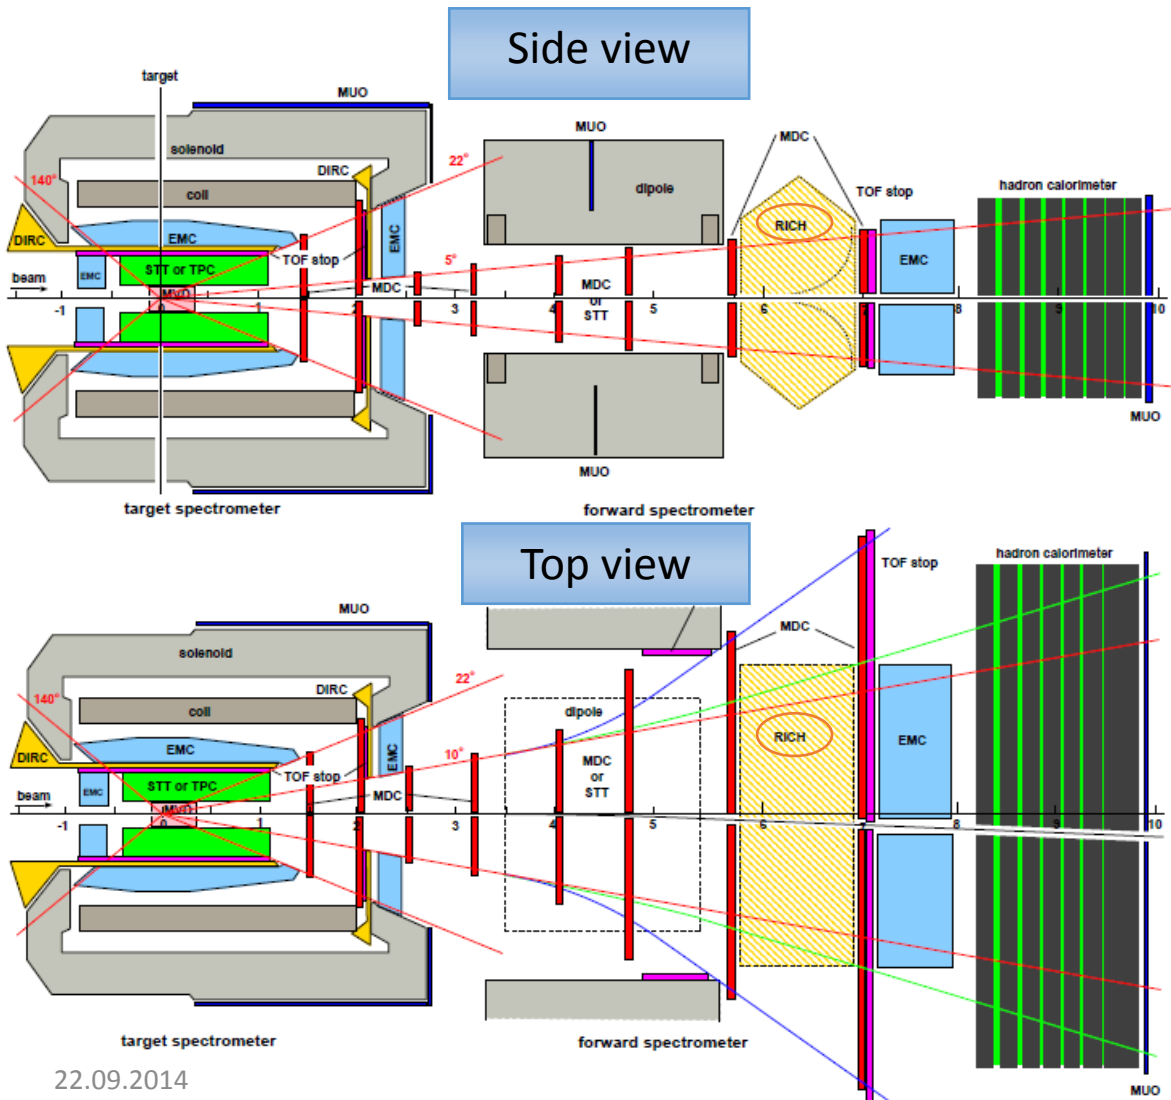 Side view
target
MUO
solenoid
MUO
MDC
22°
DIRC
140°
coil
dipole
TOF stop
hadron calorimeter
RICH
DIRC
EMC
EMC
TOF stop
5°
EMC
STT or TPC
EMC
beam
MVD
MDC
MDC
or
STT
-1 0 1 2 3 4 5 6 7 8 9 10
MUO
MUO
target spectrometer
forward spectrometer
Top view
hadron calorimeter
TOF stop
MUO
MDC
solenoid
22°
DIRC
140°
coil
dipole
RICH
EMC
DIRC
EMC
EMC
10°
TOF stop
MDC
or
STT
EMC
STT or TPC
MDC
beam
MVD
-1 0 1 2 3 4 5 6 7 8 9 10
target spectrometer
forward spectrometer
22.09.2014
MUO